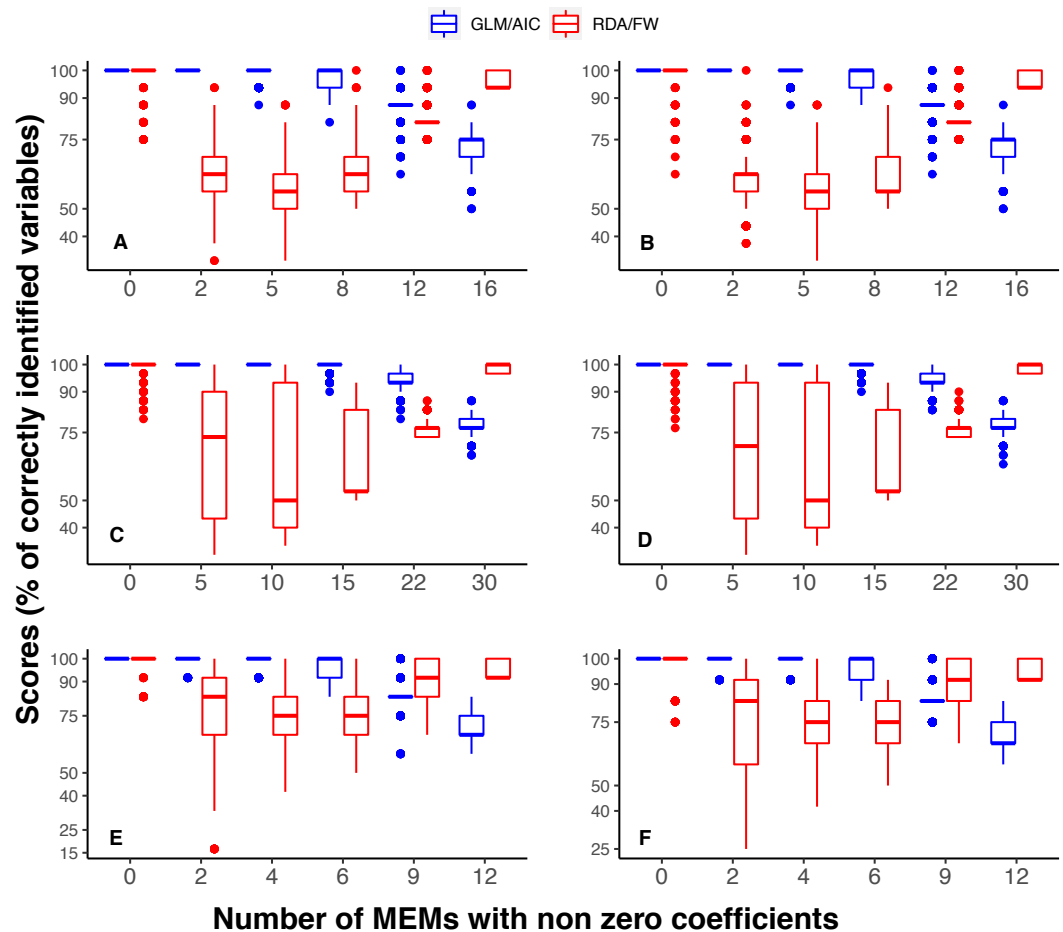 GLM/AIC RDA/FW
Scores (% of correctly identified variables)
100
90
75
50
40
A
0 2 5 8 12 16
100
90
75
50
40
B
0 2 5 8 12 16
100
90
75
50
40
C
0 5 10 15 22 30
100
90
75
50
40
D
0 5 10 15 22 30
100
90
75
50
40
25
15
E
0 2 4 6 9 12
100
90
75
50
40
25
F
0 2 4 6 9 12
Number of MEMs with non zero coefficients